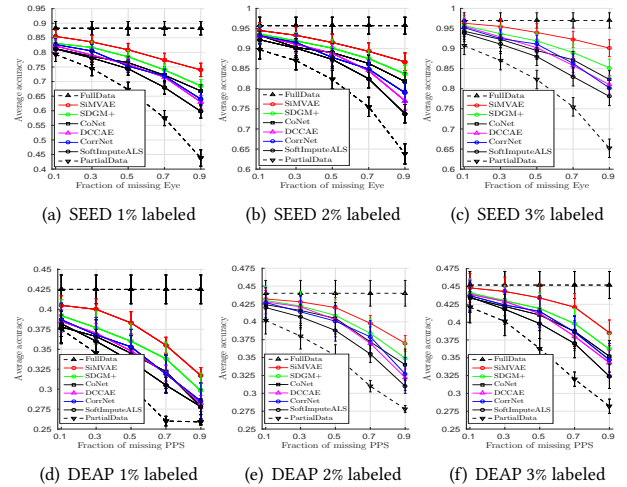 0.95
0.9
0.85
0.8
0.75
0.7
0.65
0.6
0.55
0.5
0.45
0.4
Average accuracy
FullData
SiMVAE
SDGM+
CoNet
DCCAE
CorrNet
SoftImputeALS
PartialData
0.1 0.3 0.5 0.7 0.9
Fraction of missing Eye
(a) SEED 1% labeled
1
0.95
0.9
0.85
0.8
0.75
0.7
0.65
0.6
Average accuracy
FullData
SiMVAE
SDGM+
CoNet
DCCAE
CorrNet
SoftImputeALS
PartialData
0.1 0.3 0.5 0.7 0.9
Fraction of missing Eye
(b) SEED 2% labeled
1
0.95
0.9
0.85
0.8
0.75
0.7
0.65
0.6
Average accuracy
FullData
SiMVAE
SDGM+
CoNet
DCCAE
CorrNet
SoftImputeALS
PartialData
0.1 0.3 0.5 0.7 0.9
Fraction of missing Eye
(c) SEED 3% labeled
0.45
0.425
0.4
0.375
0.35
0.325
0.3
0.275
0.25
Average accuracy
FullData
SiMVAE
SDGM+
CoNet
DCCAE
CorrNet
SoftImputeALS
PartialData
0.1 0.3 0.5 0.7 0.9
Fraction of missing PPS
(d) DEAP 1% labeled
0.475
0.45
0.425
0.4
0.375
0.35
0.325
0.3
0.275
0.25
Average accuracy
FullData
SiMVAE
SDGM+
CoNet
DCCAE
CorrNet
SoftImputeALS
PartialData
0.1 0.3 0.5 0.7 0.9
Fraction of missing PPS
(e) DEAP 2% labeled
0.475
0.45
0.425
0.4
0.375
0.35
0.325
0.3
0.275
0.25
Average accuracy
FullData
SiMVAE
SDGM+
CoNet
DCCAE
CorrNet
SoftImputeALS
PartialData
0.1 0.3 0.5 0.7 0.9
Fraction of missing PPS
(f) DEAP 3% labeled